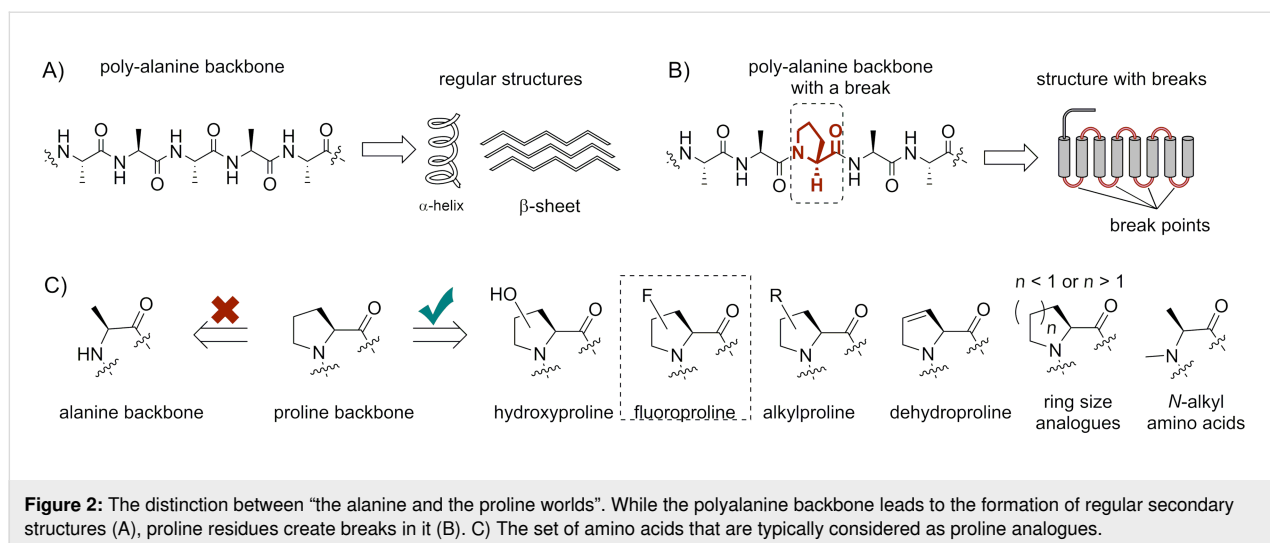 A)
poly-alanine backbone
regular structures
H
N
O
N
H
O
H
N
O
N
H
O
H
N
O
α-helix
β-sheet
B)
poly-alanine backbone
with a break
structure with breaks
H
N
O
N
H
O
N
O
H
N
H
O
H
N
O
break points
C)
O
HN
alanine backbone
O
N
proline backbone
HO
O
N
hydroxyproline
F
O
N
fluoroproline
R
O
N
alkylproline
O
N
dehydroproline
n < 1 or n > 1
( )n
O
N
ring size
analogues
O
N
N-alkyl
amino acids
Figure 2: The distinction between “the alanine and the proline worlds”. While the polyalanine backbone leads to the formation of regular secondary
structures (A), proline residues create breaks in it (B). C) The set of amino acids that are typically considered as proline analogues.